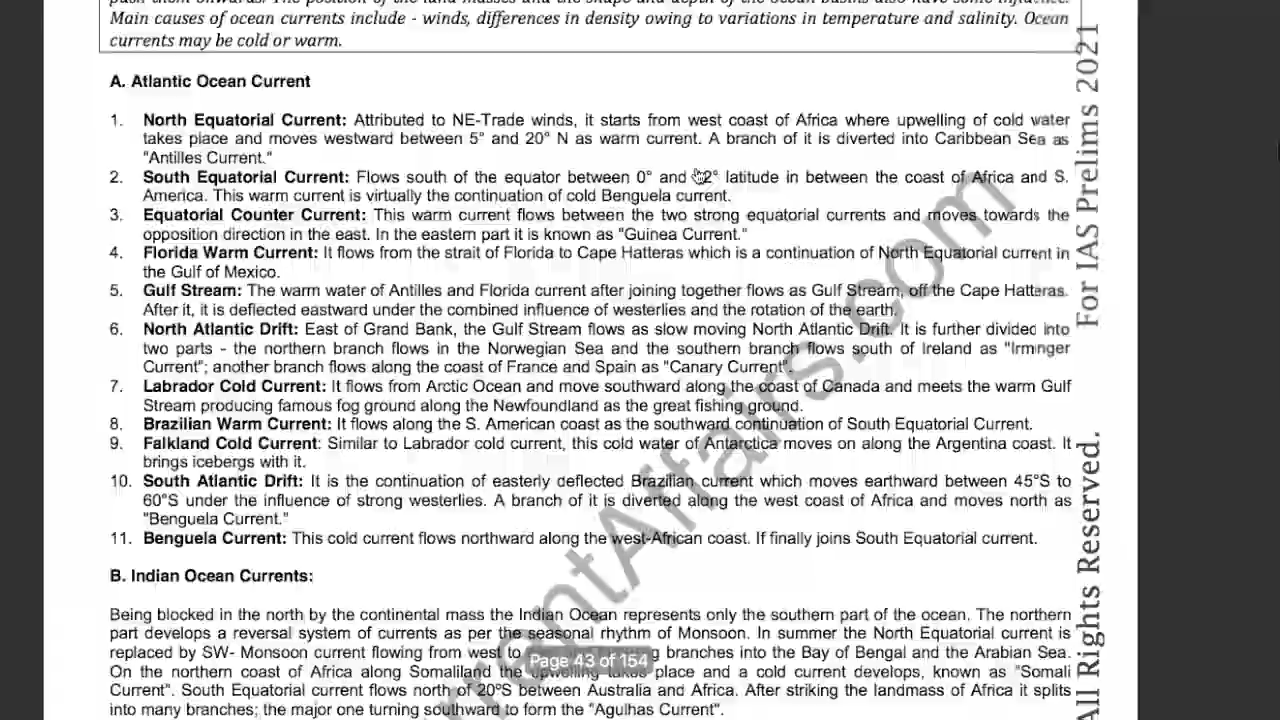 Main causes of ocean currents include - winds, differences in density owing to variations in temperature and salinity. Ocean
currents may be cold or warm.
A. Atlantic Ocean Current
1. North Equatorial Current: Attributed to NE-Trade winds, it starts from west coast of Africa where upwelling of cold water
takes place and moves westward between 5° and 20° N as warm current. A branch of it is diverted into Caribbean Sea as
"Antilles Current."
2. South Equatorial Current: Flows south of the equator between 0° and latitude in between the coast of Africa and S.
America. This warm current is virtually the continuation of cold Benguela current.
3. Equatorial Counter Current: This warm current flows between the two strong equatorial currents and moves towards the
opposition direction in the east. In the eastern part it is known as "Guinea Current."
4. Florida Warm Current: It flows from the strait of Florida to Cape Hatteras which is a continuation of North Equatorial current in
the Gulf of Mexico.
5. Gulf Stream: The warm water of Antilles and Florida current after joining together flows as Gulf Stream, off the Cape Hatteras.
After it, it is deflected eastward under the combined influence of westerlies and the rotation of the earth.
6. North Atlantic Drift: East of Grand Bank, the Gulf Stream flows as slow moving North Atlantic Drift. It is further divided into
two parts - the northern branch flows in the Norwegian Sea and the southern branch flows south of Ireland as "Irminger
Current"; another branch flows along the coast of France and Spain as "Canary Current".
7. Labrador Cold Current: It flows from Arctic Ocean and move southward along the coast of Canada and meets the warm Gulf
Stream producing famous fog ground along the Newfoundland as the great fishing ground.
8. Brazilian Warm Current: It flows along the S. American coast as the southward continuation of South Equatorial Current.
9. Falkland Cold Current: Similar to Labrador cold current, this cold water of Antarctica moves on along the Argentina coast. It
brings icebergs with it.
10. South Atlantic Drift: It is the continuation of easterly deflected Brazilian current which moves earthward between 45°S to
60°S under the influence of strong westerlies. A branch of it is diverted along the west coast of Africa and moves north as
"Benguela Current."
11. Benguela Current: This cold current flows northward along the west-African coast. If finally joins South Equatorial current.
B. Indian Ocean Currents:
Being blocked in the north by the continental mass the Indian Ocean represents only the southern part of the ocean. The northern
part develops a reversal system of currents as per the seasonal rhythm of Monsoon. In summer the North Equatorial current is
replaced by SW- Monsoon current flowing from west to branches into the Bay of Bengal and the Arabian Sea.
On the northern coast of Africa along Somaliland the upwelling takes place and a cold current develops, known as "Somali
Current". South Equatorial current flows north of 20°S between Australia and Africa. After striking the landmass of Africa it splits
into many branches; the major one turning southward to form the "Agulhas Current".
Page 43 of 154
For IAS Prelims 2021
All Rights Reserved.
rentAffairs.com